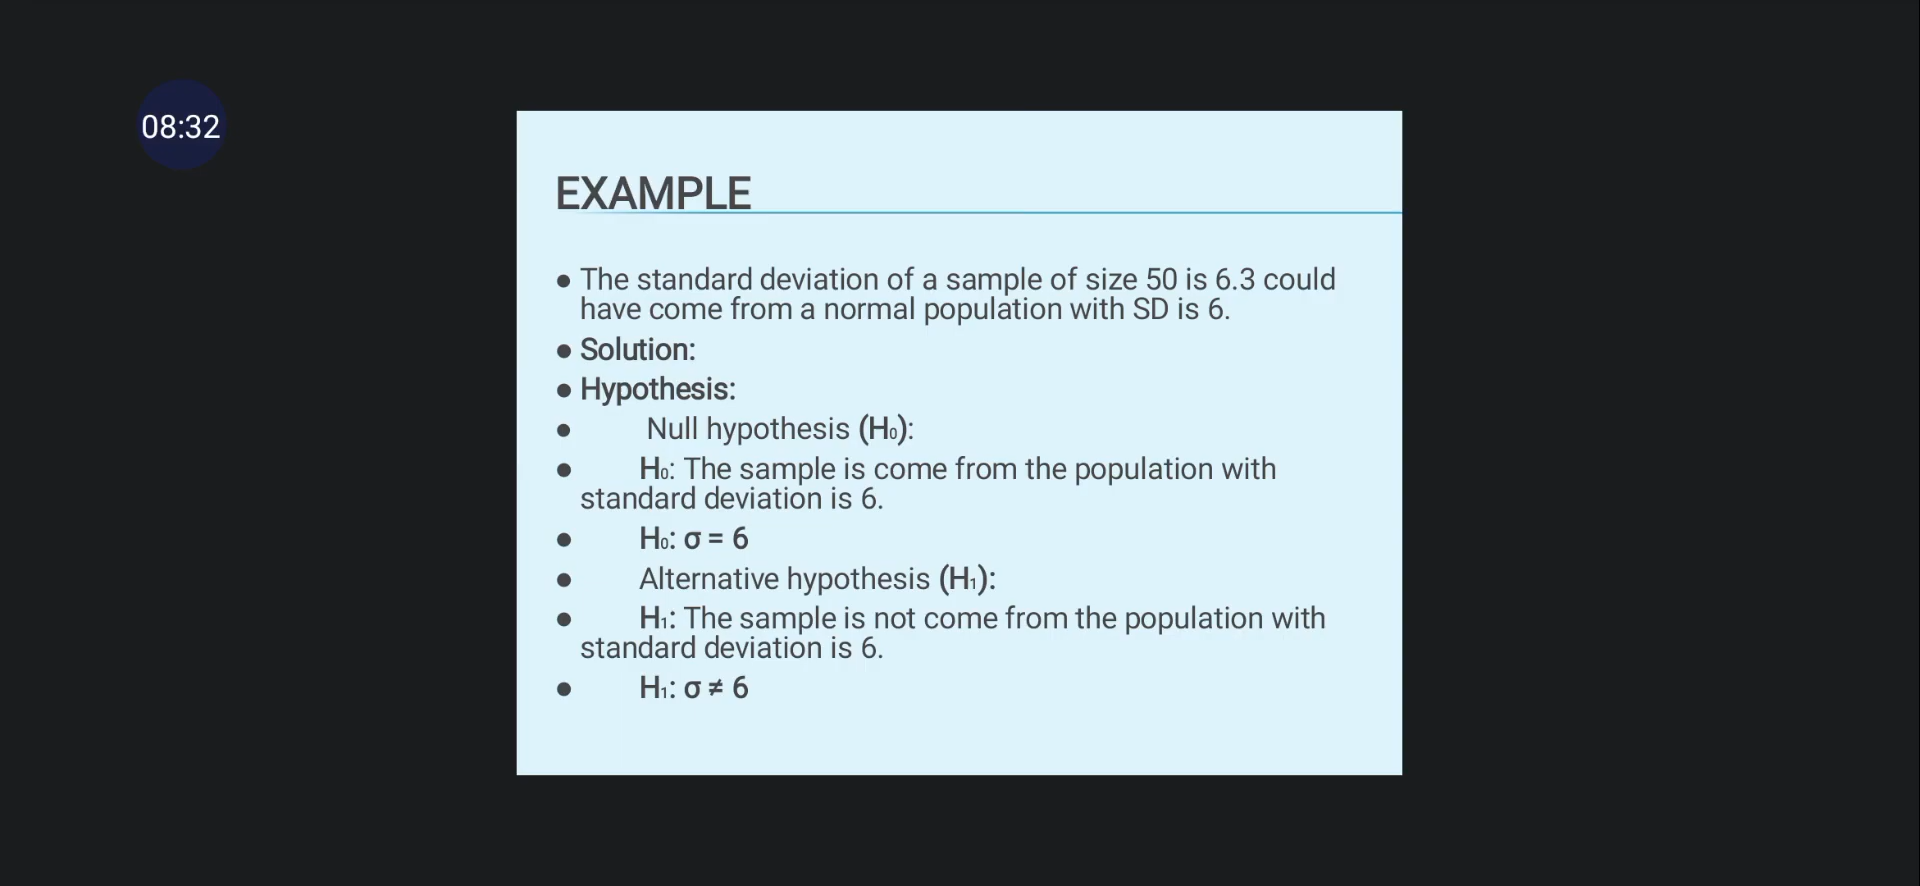 08:32
EXAMPLE
● The standard deviation of a sample of size 50 is 6.3 could
have come from a normal population with SD is 6.
● Solution:
● Hypothesis:
● Null hypothesis (H₀):
● H₀: The sample is come from the population with
standard deviation is 6.
● H₀: σ = 6
● Alternative hypothesis (H₁):
● H₁: The sample is not come from the population with
standard deviation is 6.
● H₁: σ ≠ 6